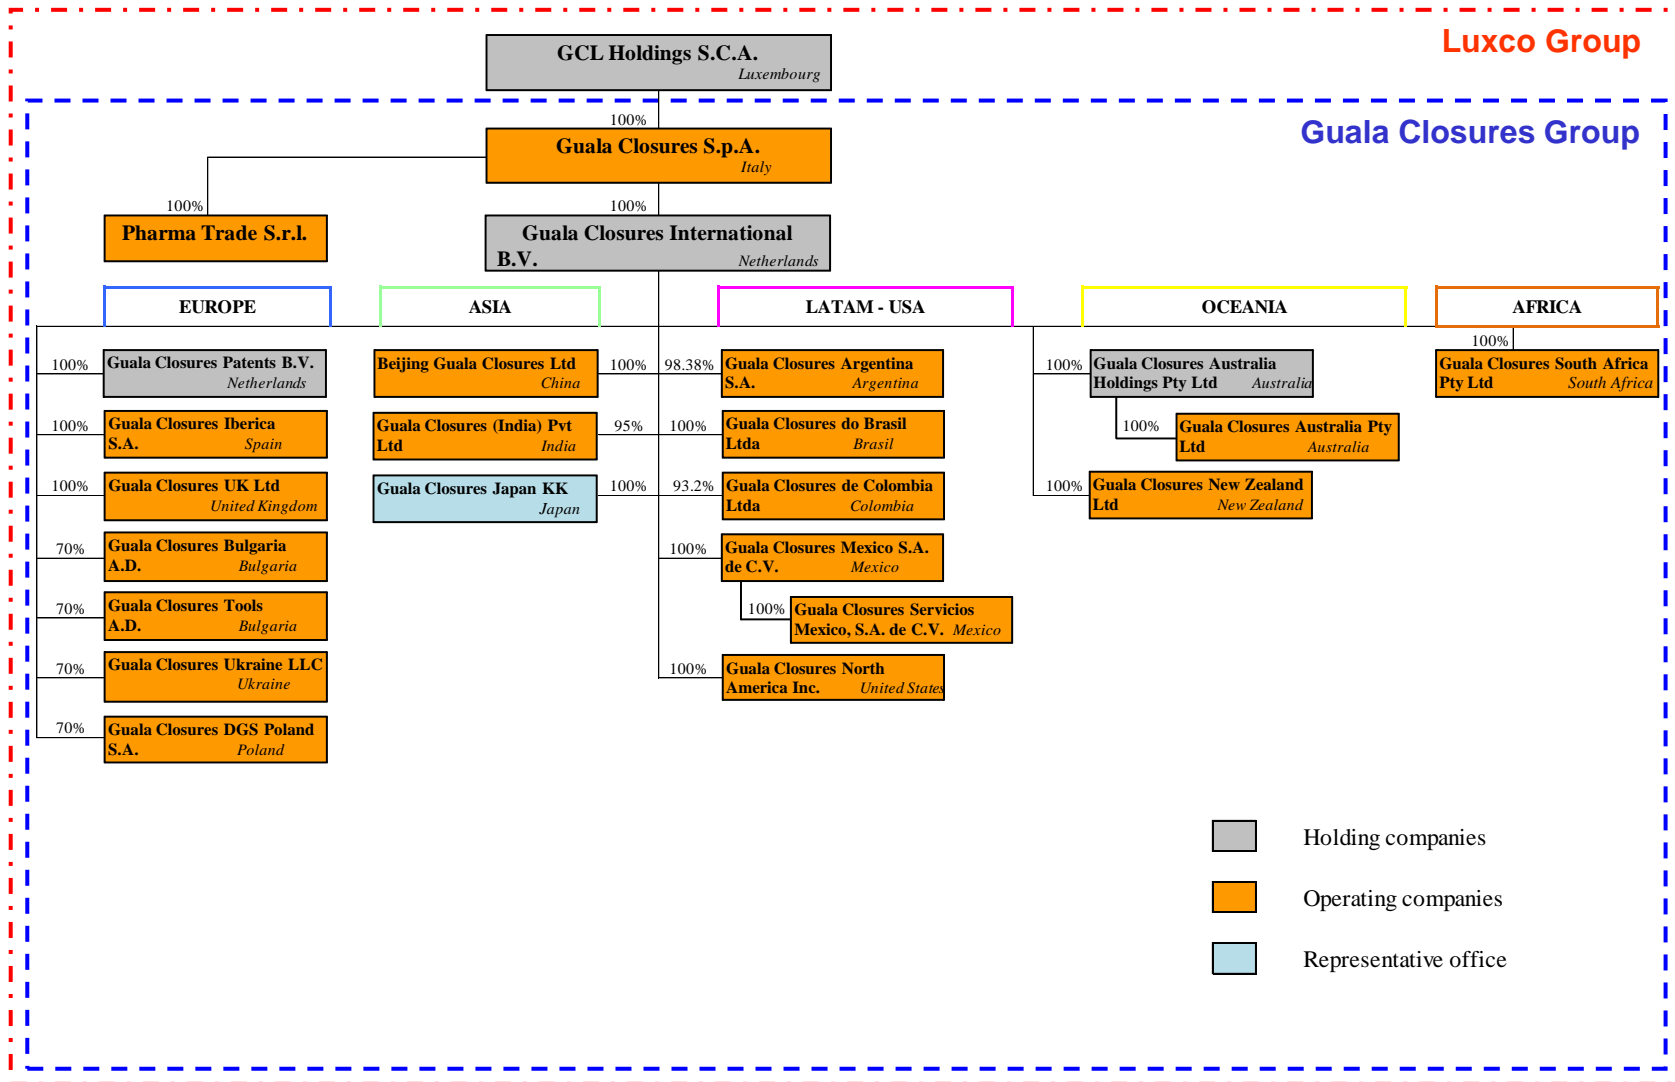 Luxco Group
GCL Holdings S.C.A.
Luxembourg
100%
Guala Closures Group
Guala Closures S.p.A.
Italy
100%
100%
Pharma Trade S.r.l.
Guala Closures International
B.V. Netherlands
EUROPE
ASIA
LATAM - USA
OCEANIA
AFRICA
100%
Guala Closures Patents B.V.
Netherlands
100%
Guala Closures Iberica
S.A. Spain
100%
Guala Closures UK Ltd
United Kingdom
70%
Guala Closures Bulgaria
A.D. Bulgaria
70%
Guala Closures Tools
A.D. Bulgaria
70%
Guala Closures Ukraine LLC
Ukraine
70%
Guala Closures DGS Poland
S.A. Poland
Beijing Guala Closures Ltd
China
100%
Guala Closures (India) Pvt
Ltd India
95%
Guala Closures Japan KK
Japan
100%
98.38%
Guala Closures Argentina
S.A. Argentina
100%
Guala Closures do Brasil
Ltda Brasil
93.2%
Guala Closures de Colombia
Ltda Colombia
100%
Guala Closures Mexico S.A.
de C.V. Mexico
100%
Guala Closures Servicios
Mexico, S.A. de C.V. Mexico
100%
Guala Closures North
America Inc. United States
100%
Guala Closures Australia
Holdings Pty Ltd Australia
100%
Guala Closures Australia Pty
Ltd Australia
100%
Guala Closures New Zealand
Ltd New Zealand
100%
Guala Closures South Africa
Pty Ltd South Africa
Holding companies
Operating companies
Representative office